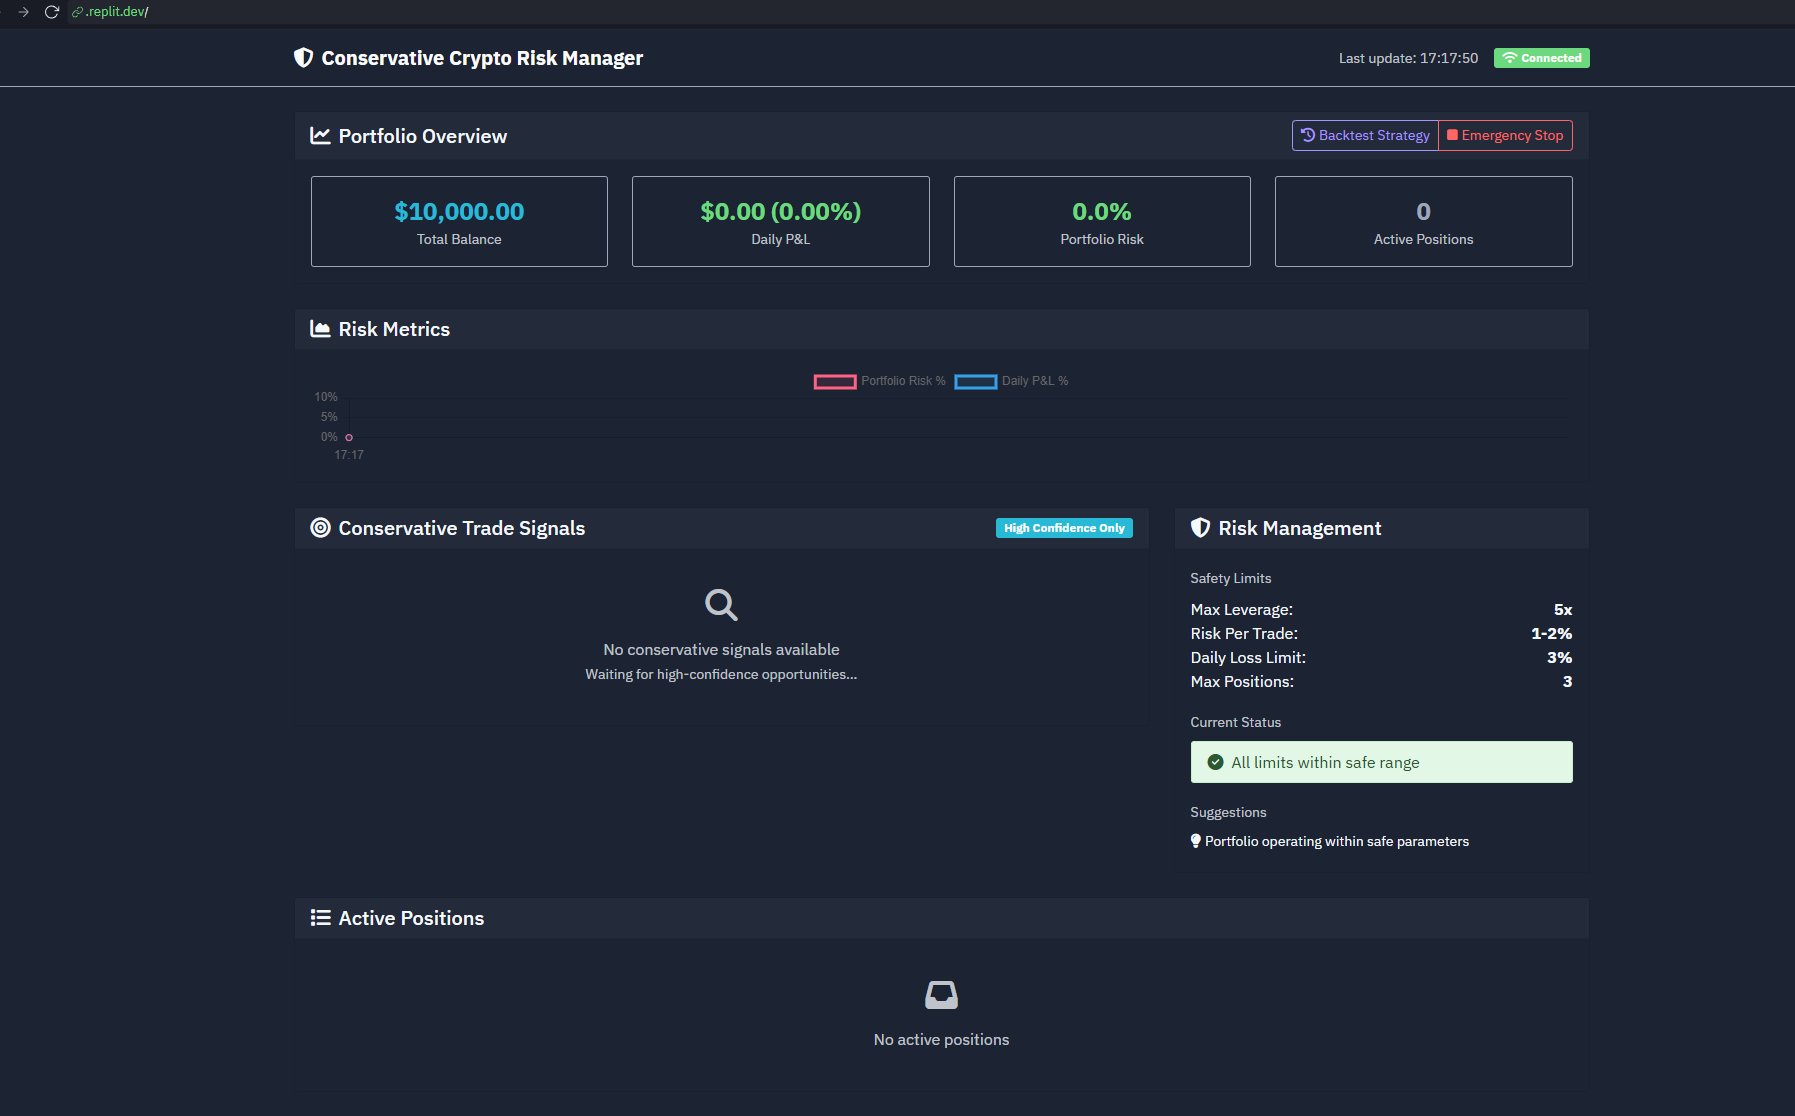 .replit.dev/
Conservative Crypto Risk Manager
Last update: 17:17:50
Connected
Portfolio Overview
Backtest Strategy
Emergency Stop
$10,000.00
Total Balance
$0.00 (0.00%)
Daily P&L
0.0%
Portfolio Risk
0
Active Positions
Risk Metrics
Portfolio Risk %
Daily P&L %
10%
5%
0%
17:17
Conservative Trade Signals
High Confidence Only
No conservative signals available
Waiting for high-confidence opportunities...
Risk Management
Safety Limits
Max Leverage: 5x
Risk Per Trade: 1-2%
Daily Loss Limit: 3%
Max Positions: 3
Current Status
All limits within safe range
Suggestions
Portfolio operating within safe parameters
Active Positions
No active positions